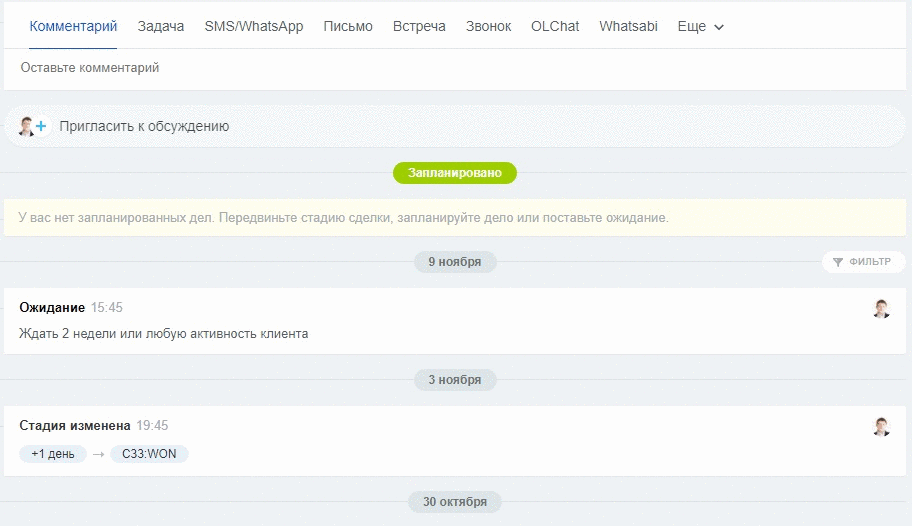 Комментарий Задача SMS/WhatsApp Письмо Встреча Звонок OLChat Whatsabi Еще
Оставьте комментарий
Пригласить к обсуждению
Запланировано
У вас нет запланированных дел. Передвиньте стадию сделки, запланируйте дело или поставьте ожидание.
9 ноября ФИЛЬТР
Ожидание 15:45
Ждать 2 недели или любую активность клиента
3 ноября
Стадия изменена 19:45
+1 день → C33:WON
30 октября